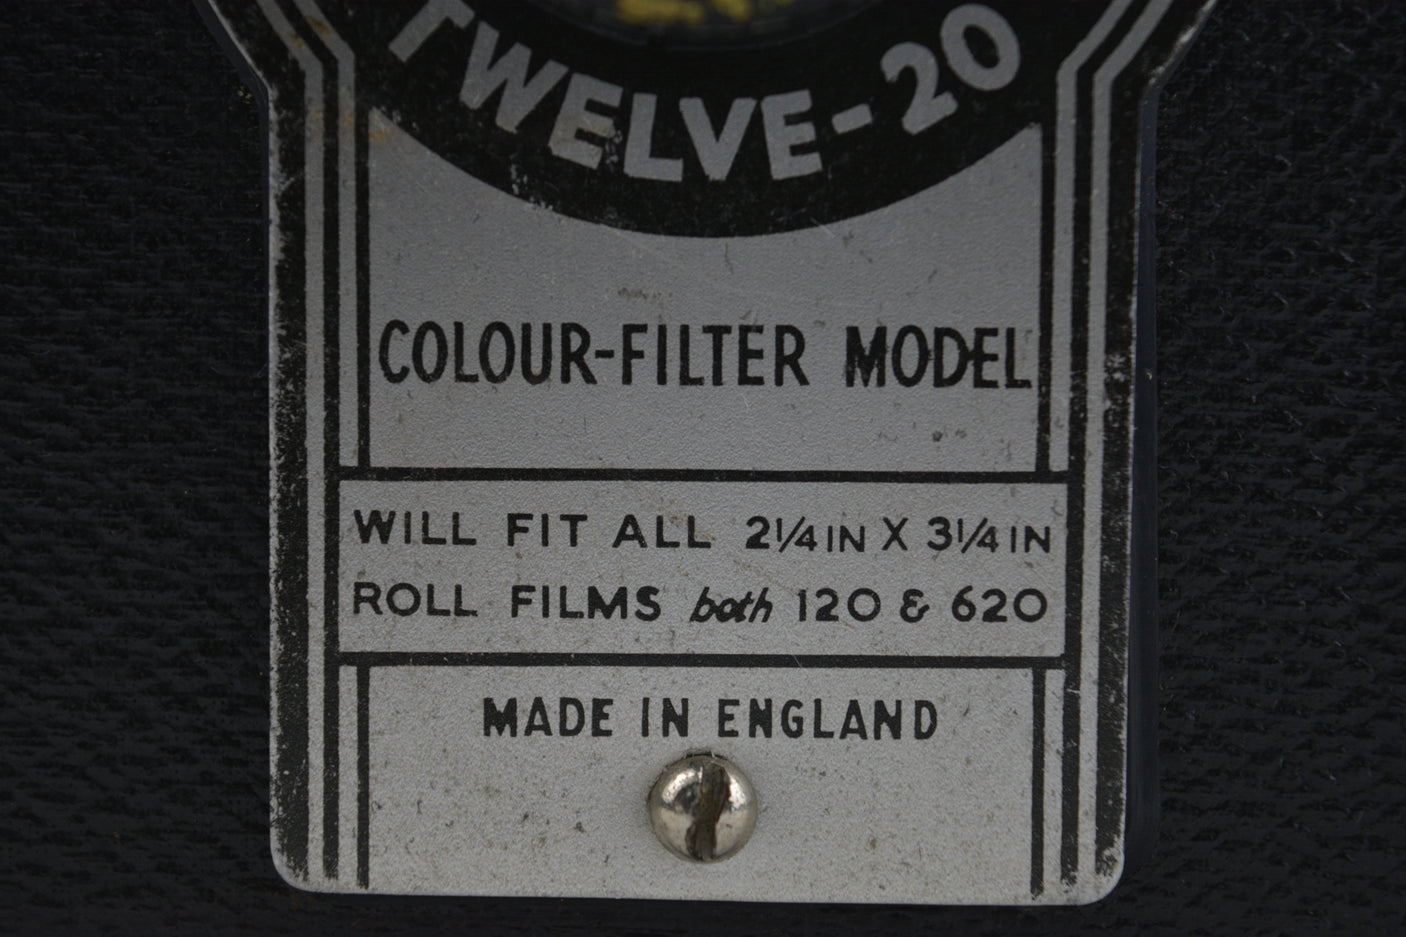 TWELVE-20
COLOUR-FILTER MODEL
WILL FIT ALL 2¼IN X 3¼IN
ROLL FILMS both 120 & 620
MADE IN ENGLAND